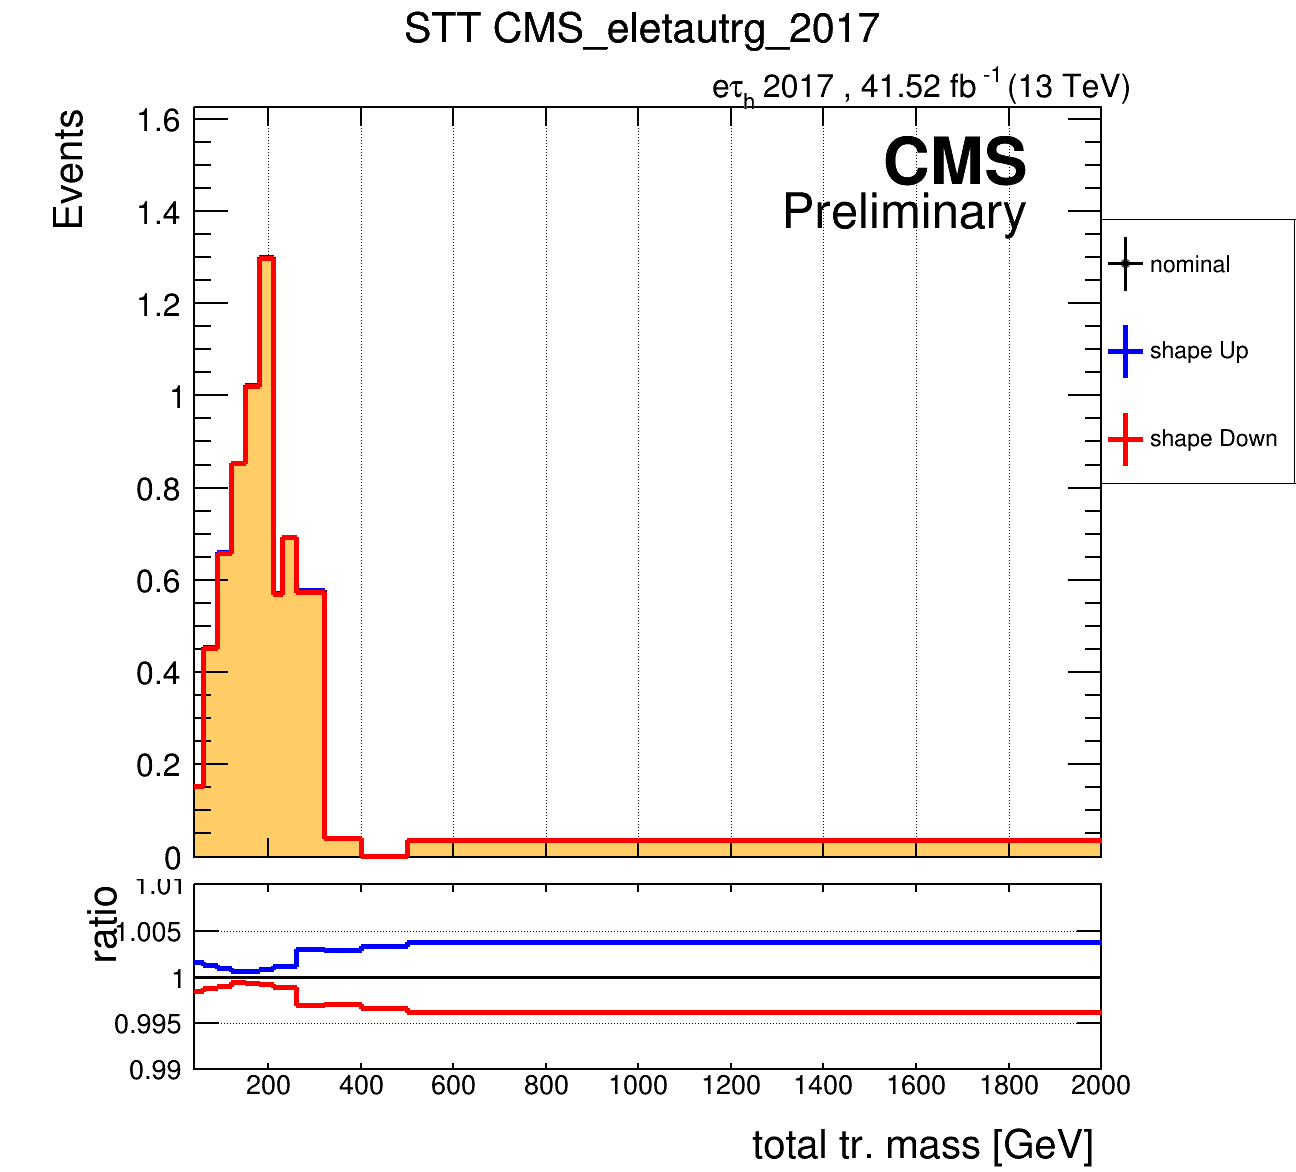 STT CMS_eletautrg_2017
eτh 2017 , 41.52 fb -1 (13 TeV)
Events
1.6
1.4
1.2
1
0.8
0.6
0.4
0.2
0
CMS
Preliminary
nominal
shape Up
shape Down
ratio
1.01
1.005
1
0.995
0.99
200 400 600 800 1000 1200 1400 1600 1800 2000
total tr. mass [GeV]